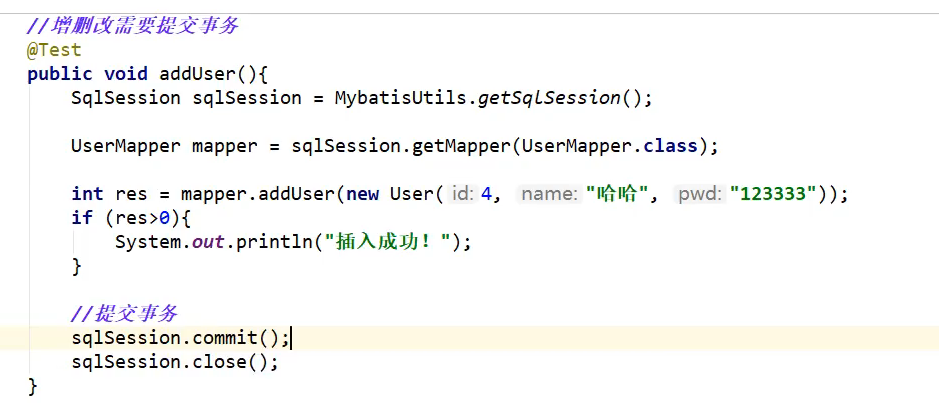 //增删改需要提交事务
@Test
public void addUser(){
SqlSession sqlSession = MybatisUtils.getSqlSession();
UserMapper mapper = sqlSession.getMapper(UserMapper.class);
int res = mapper.addUser(new User( id: 4, name: "哈哈", pwd: "123333"));
if (res>0){
System.out.println("插入成功！");
}
//提交事务
sqlSession.commit();
sqlSession.close();
}